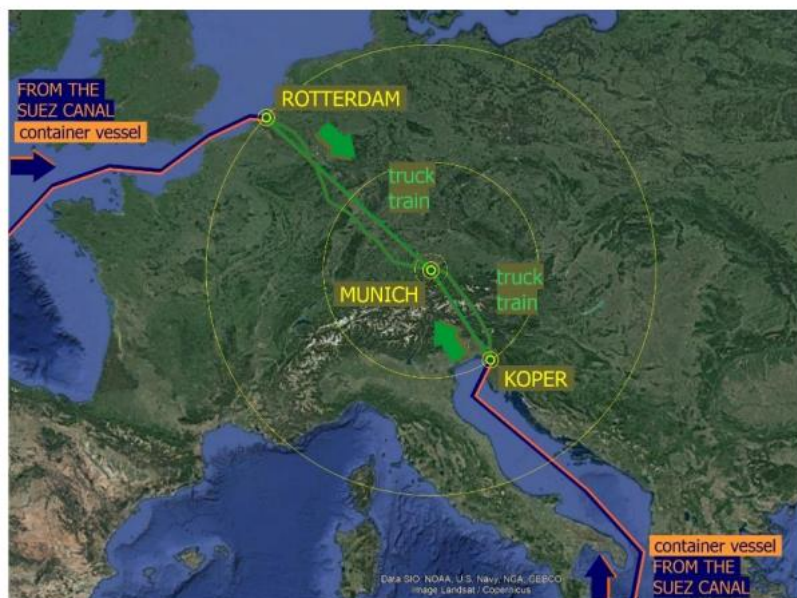 FROM THE
SUEZ CANAL
container vessel
ROTTERDAM
truck
train
MUNICH
truck
train
KOPER
container vessel
FROM THE
SUEZ CANAL
Data SIO, NOAA, U.S. Navy, NGA, GEBCO
Image Landsat / Copernicus